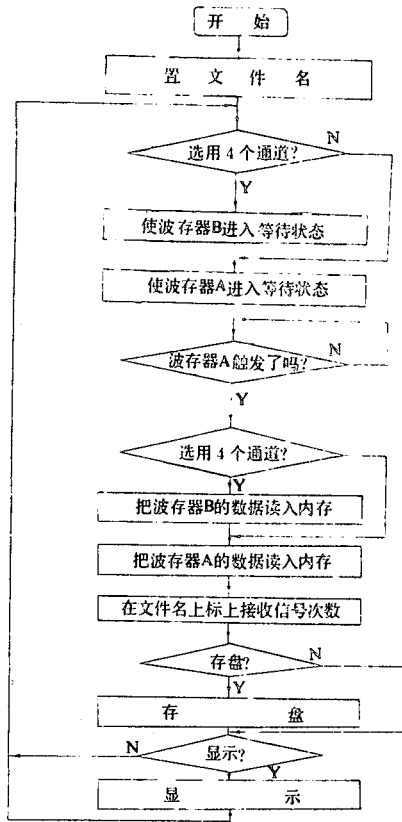 开 始
置 文 件 名
选用 4 个通道?
N
Y
使波存器B进入等待状态
使波存器A进入等待状态
波存器A触发了吗?
N
Y
选用 4 个通道?
Y
把波存器B的数据读入内存
把波存器A的数据读入内存
在文件名上标上接收信号次数
存盘?
N
Y
存 盘
N
显示?
Y
显 示